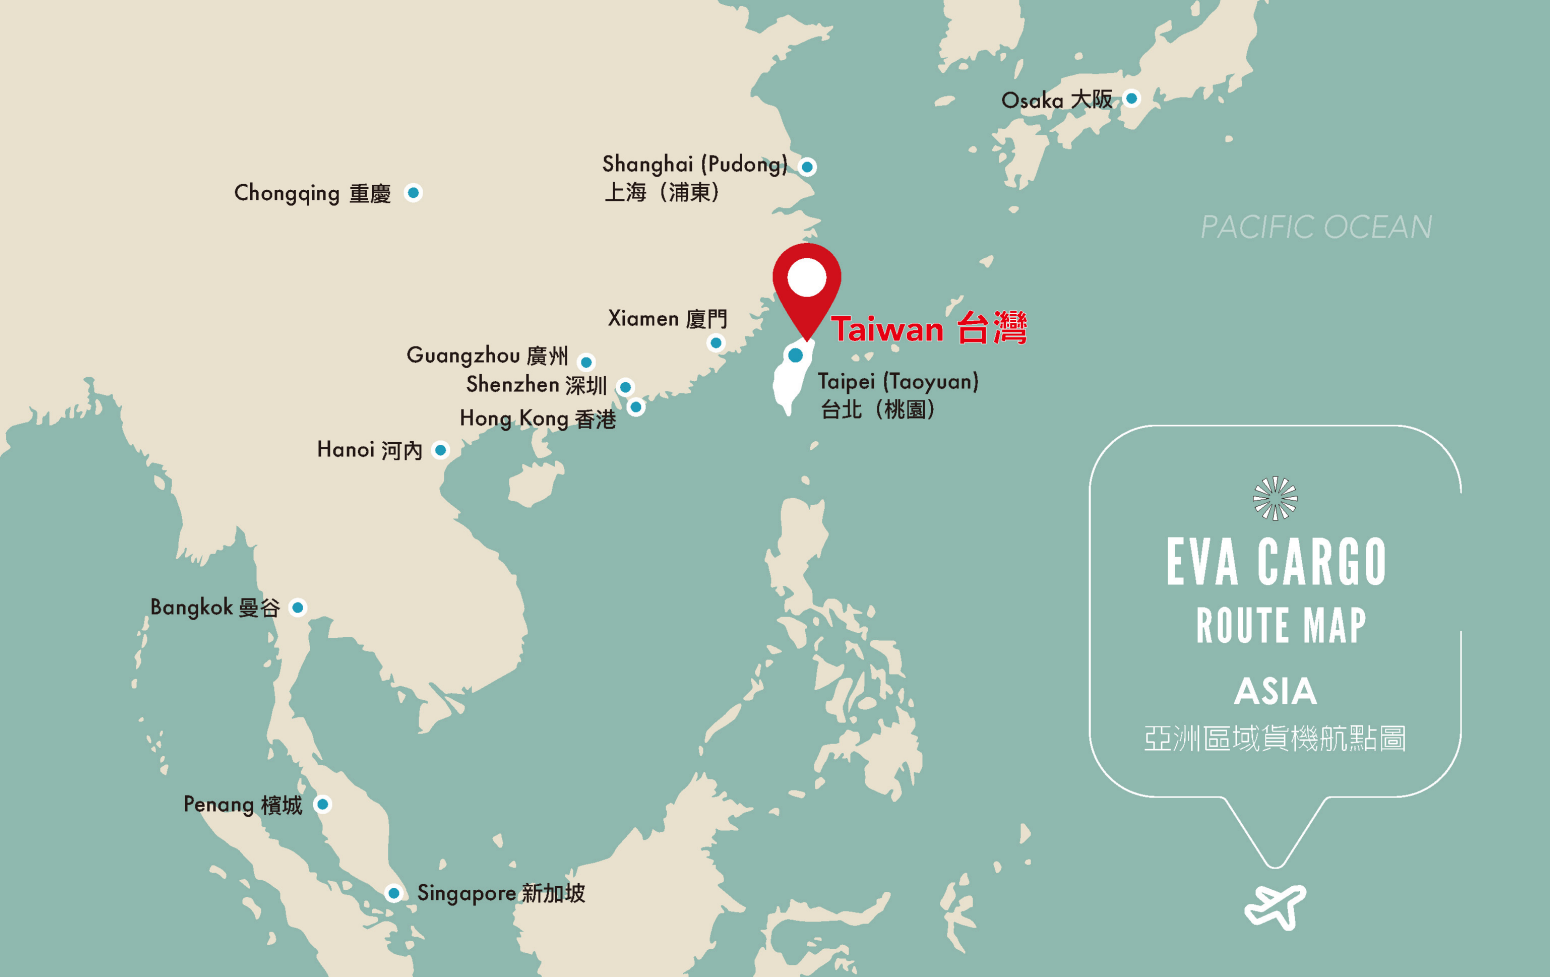 Osaka 大阪
Shanghai (Pudong)
上海（浦東）
Chongqing 重慶
PACIFIC OCEAN
Xiamen 廈門
Taiwan 台灣
Guangzhou 廣州
Shenzhen 深圳
Taipei (Taoyuan)
台北（桃園）
Hong Kong 香港
Hanoi 河內
EVA CARGO
ROUTE MAP
ASIA
亞洲區域貨機航點圖
Bangkok 曼谷
Penang 檳城
Singapore 新加坡